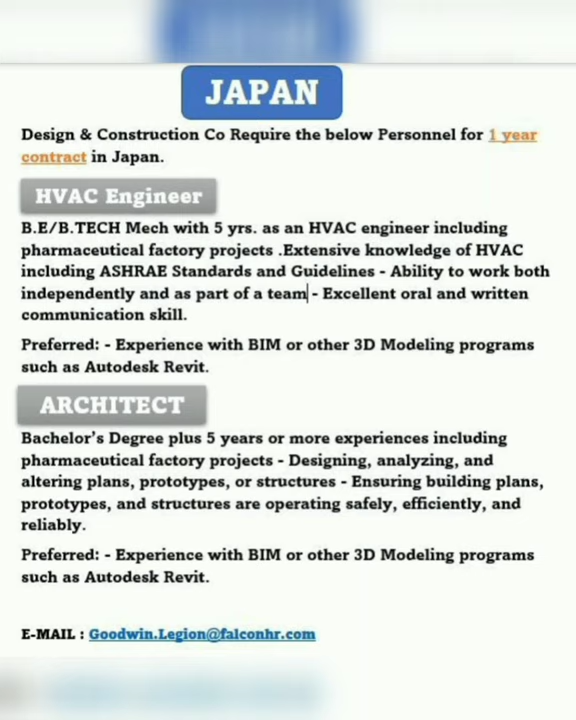 JAPAN
Design & Construction Co Require the below Personnel for 1 year
contract in Japan.
HVAC Engineer
B.E/B.TECH Mech with 5 yrs. as an HVAC engineer including
pharmaceutical factory projects .Extensive knowledge of HVAC
including ASHRAE Standards and Guidelines - Ability to work both
independently and as part of a team - Excellent oral and written
communication skill.
Preferred: - Experience with BIM or other 3D Modeling programs
such as Autodesk Revit.
ARCHITECT
Bachelor's Degree plus 5 years or more experiences including
pharmaceutical factory projects - Designing, analyzing, and
altering plans, prototypes, or structures - Ensuring building plans,
prototypes, and structures are operating safely, efficiently, and
reliably.
Preferred: - Experience with BIM or other 3D Modeling programs
such as Autodesk Revit.
E-MAIL : Goodwin.Legion@falconhr.com